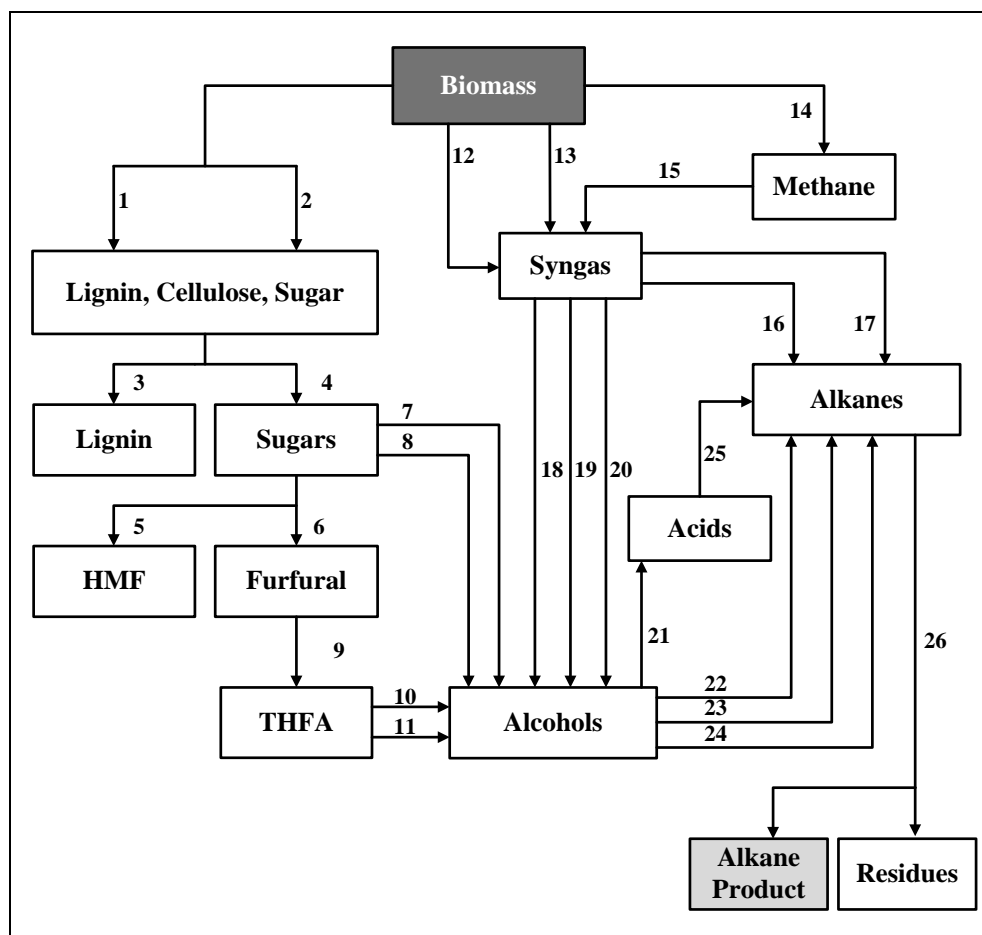 Biomass
14
12
13
15
Methane
1
2
Syngas
Lignin, Cellulose, Sugar
16
17
3
4
7
Alkanes
Lignin
Sugars
8
18
19
20
25
5
6
Acids
HMF
Furfural
21
26
9
22
10
THFA
Alcohols
23
11
24
Alkane
Product
Residues